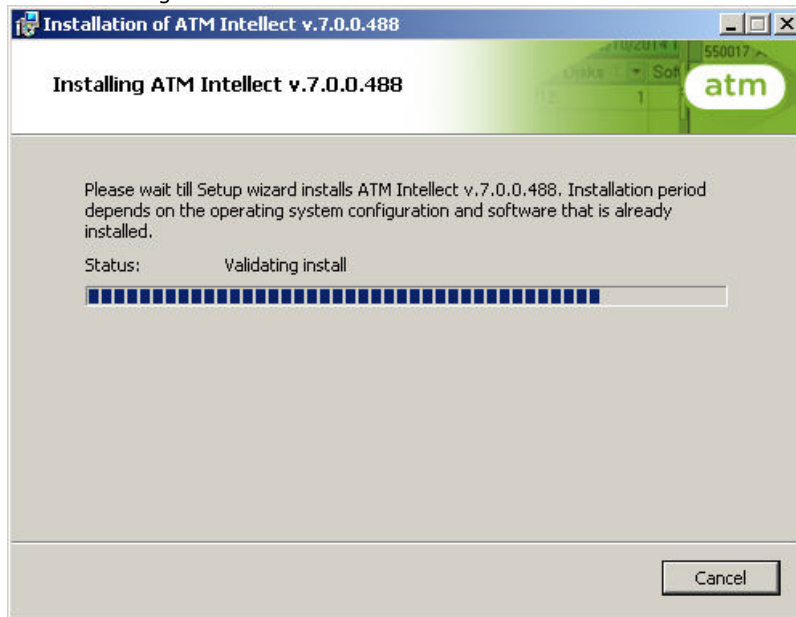 Installation of ATM Intellect v.7.0.0.488
550017
Installing ATM Intellect v.7.0.0.488
atm
1
Please wait till Setup wizard installs ATM Intellect v.7.0.0.488. Installation period
depends on the operating system configuration and software that is already
installed.
Status: Validating install
Cancel